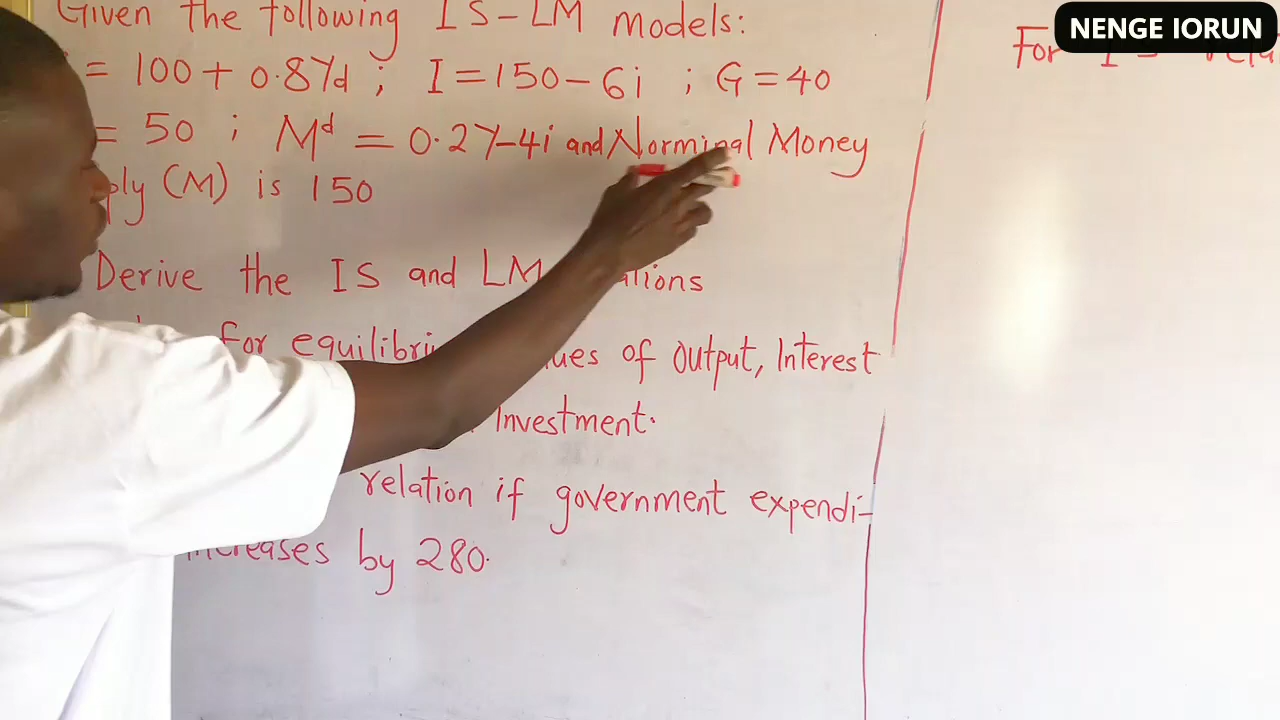 NENGE IORUN
Given the following IS-LM models:
= 100 + 0.8Yd ; I = 150 - 6i ; G = 40
= 50 ; Mᵈ = 0.2Y-4i and Norminal Money
ply (M) is 150
Derive the IS and LM
For equilibri of Output, Interest
Investment.
relation if government expendi-
increases by 280.
For